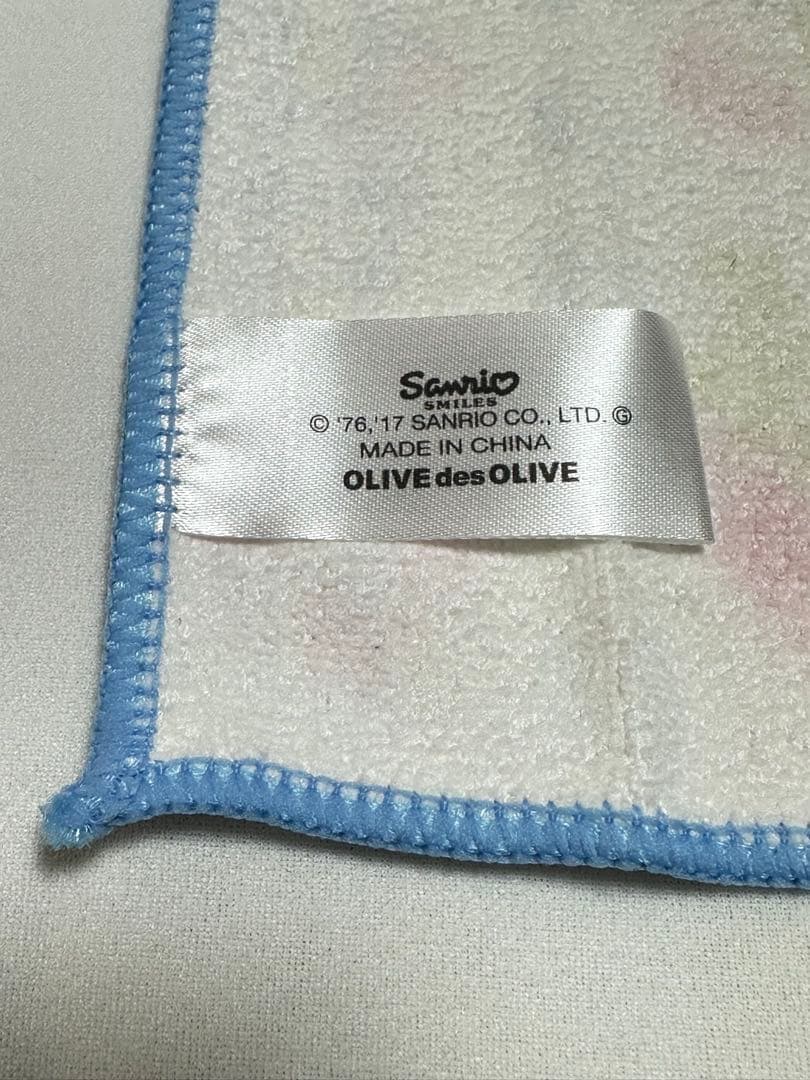 Sanrio
SMILES
© '76,'17 SANRIO CO., LTD. Ⓖ
MADE IN CHINA
OLIVE des OLIVE